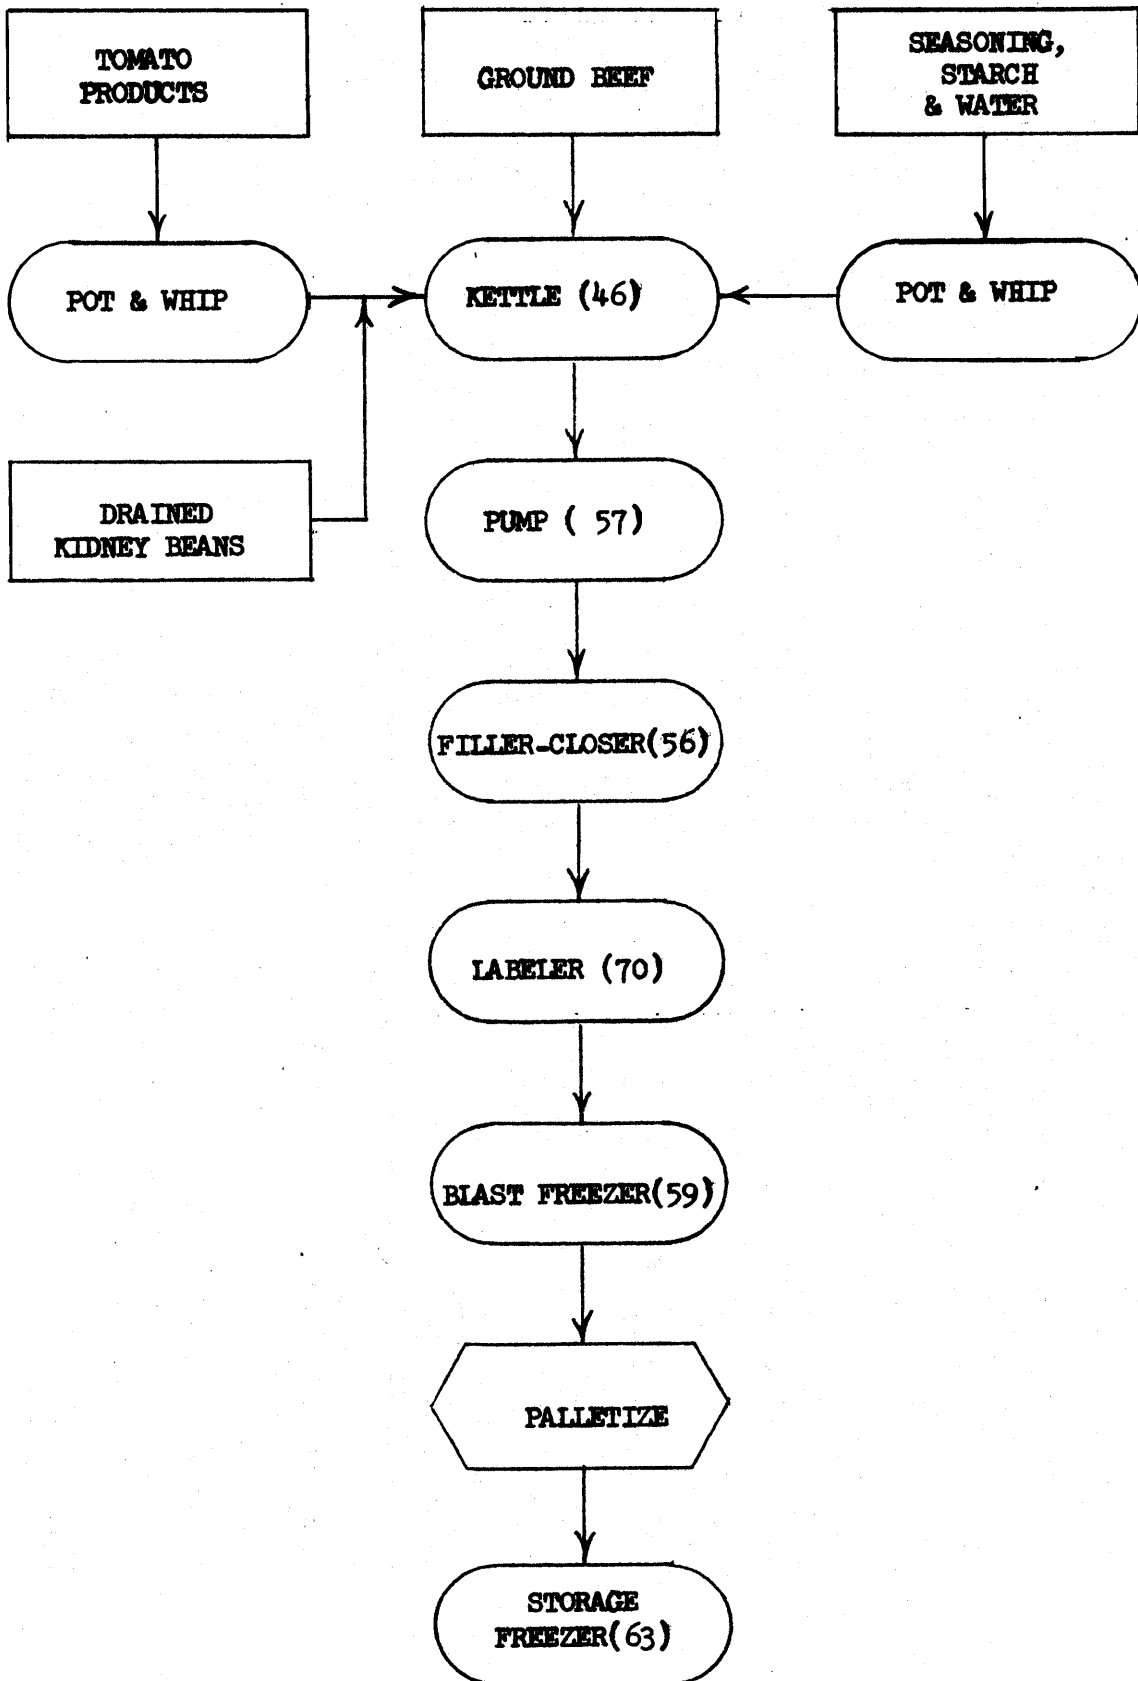 TOMATO
PRODUCTS
GROUND BEEF
SEASONING,
STARCH
& WATER
POT & WHIP
KETTLE (46)
POT & WHIP
DRAINED
KIDNEY BEANS
PUMP ( 57)
FILLER-CLOSER(56)
LABELER (70)
BLAST FREEZER(59)
PALLETIZE
STORAGE
FREEZER(63)